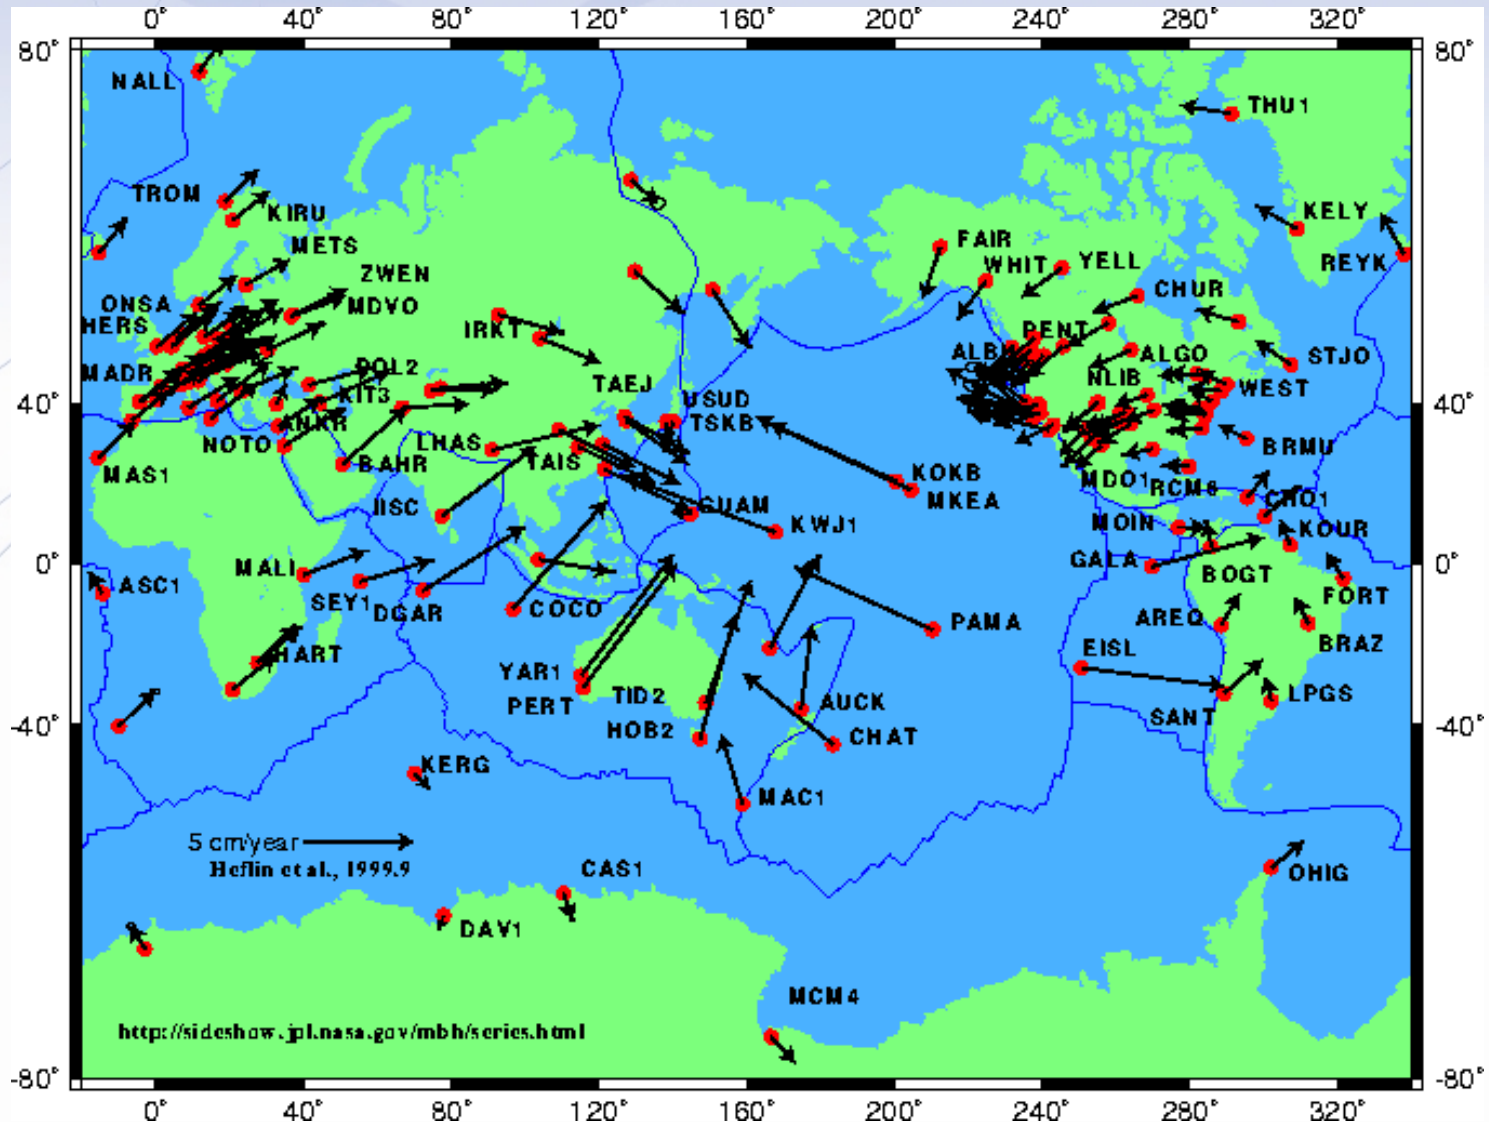 0° 40° 80° 120° 160° 200° 240° 280° 320°
80° 80°
NALL
THU1
TROM
KIRU
KELY
METS
FAIR
REYK
ZWEN
WHIT
YELL
ONSA
MDVO
CHUR
HERS
IRKT
PENT
ALB
ALGO
STJO
MADR
POL2
TAEJ
NLIB
WEST
KIT3
USUD
40° 40°
ANKR
TSKB
NOTO
LHAS
BRMU
MAS1
BAHR
TAIS
KOKB
MDO1
RCM6
MKEA
IISC
GUAM
CRO1
KWJ1
MOIN
KOUR
0° 0°
MALI
GALA
BOGT
ASC1
SEY1
DGAR
COCO
FORT
PAMA
AREQ
HART
EISL
BRAZ
YAR1
TID2
LPGS
PERT
AUCK
SANT
-40° -40°
HOB2
CHAT
KERG
MAC1
5 cm/year
Heflin et al., 1999.9
CAS1
OHIG
DAV1
MCM4
http://sideshow.jpl.nasa.gov/mbh/series.html
-80° -80°
0° 40° 80° 120° 160° 200° 240° 280° 320°